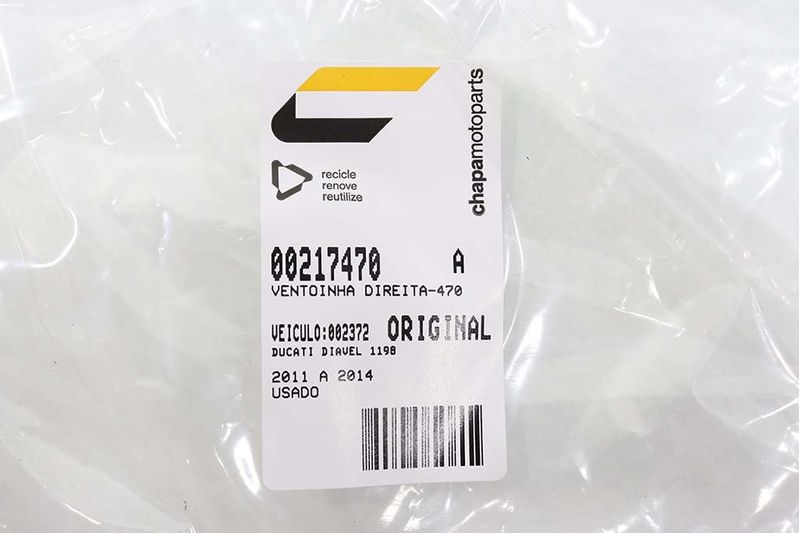 chapamotoparts
recicle
renove
reutilize
00217470 A
VENTOINHA DIREITA-470
VEICULO:002372 ORIGINAL
DUCATI DIAVEL 1198
2011 A 2014
USADO